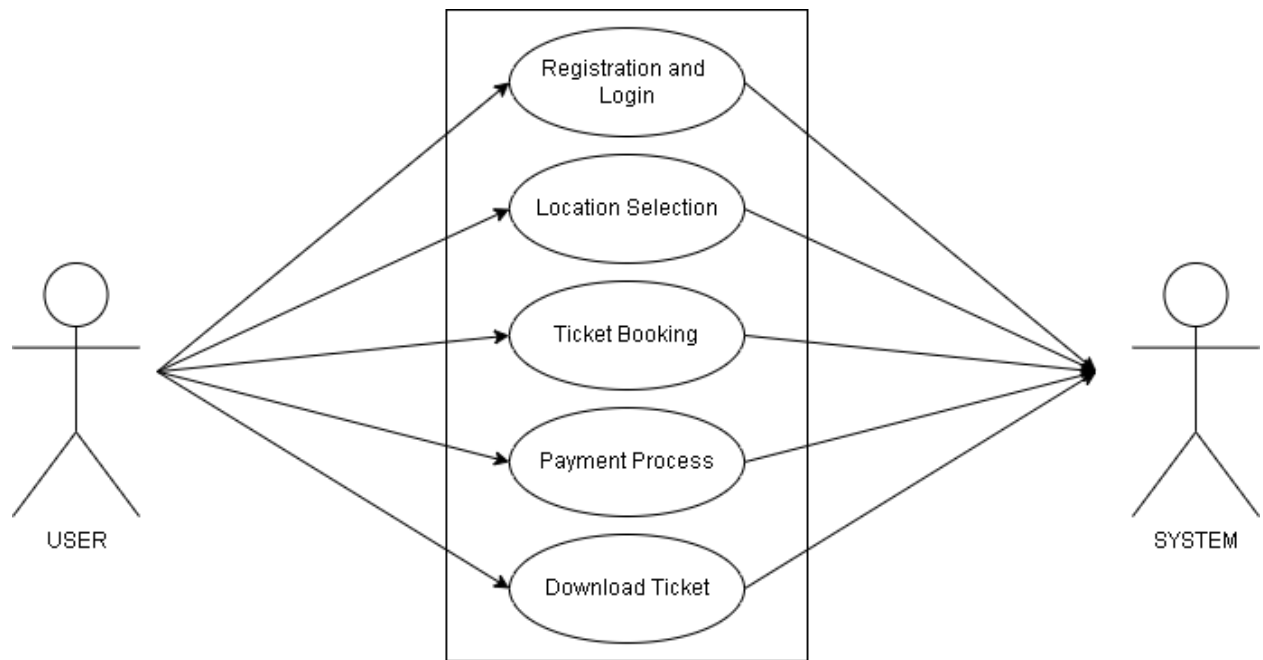 Registration and
Login
Location Selection
Ticket Booking
Payment Process
USER
SYSTEM
Download Ticket